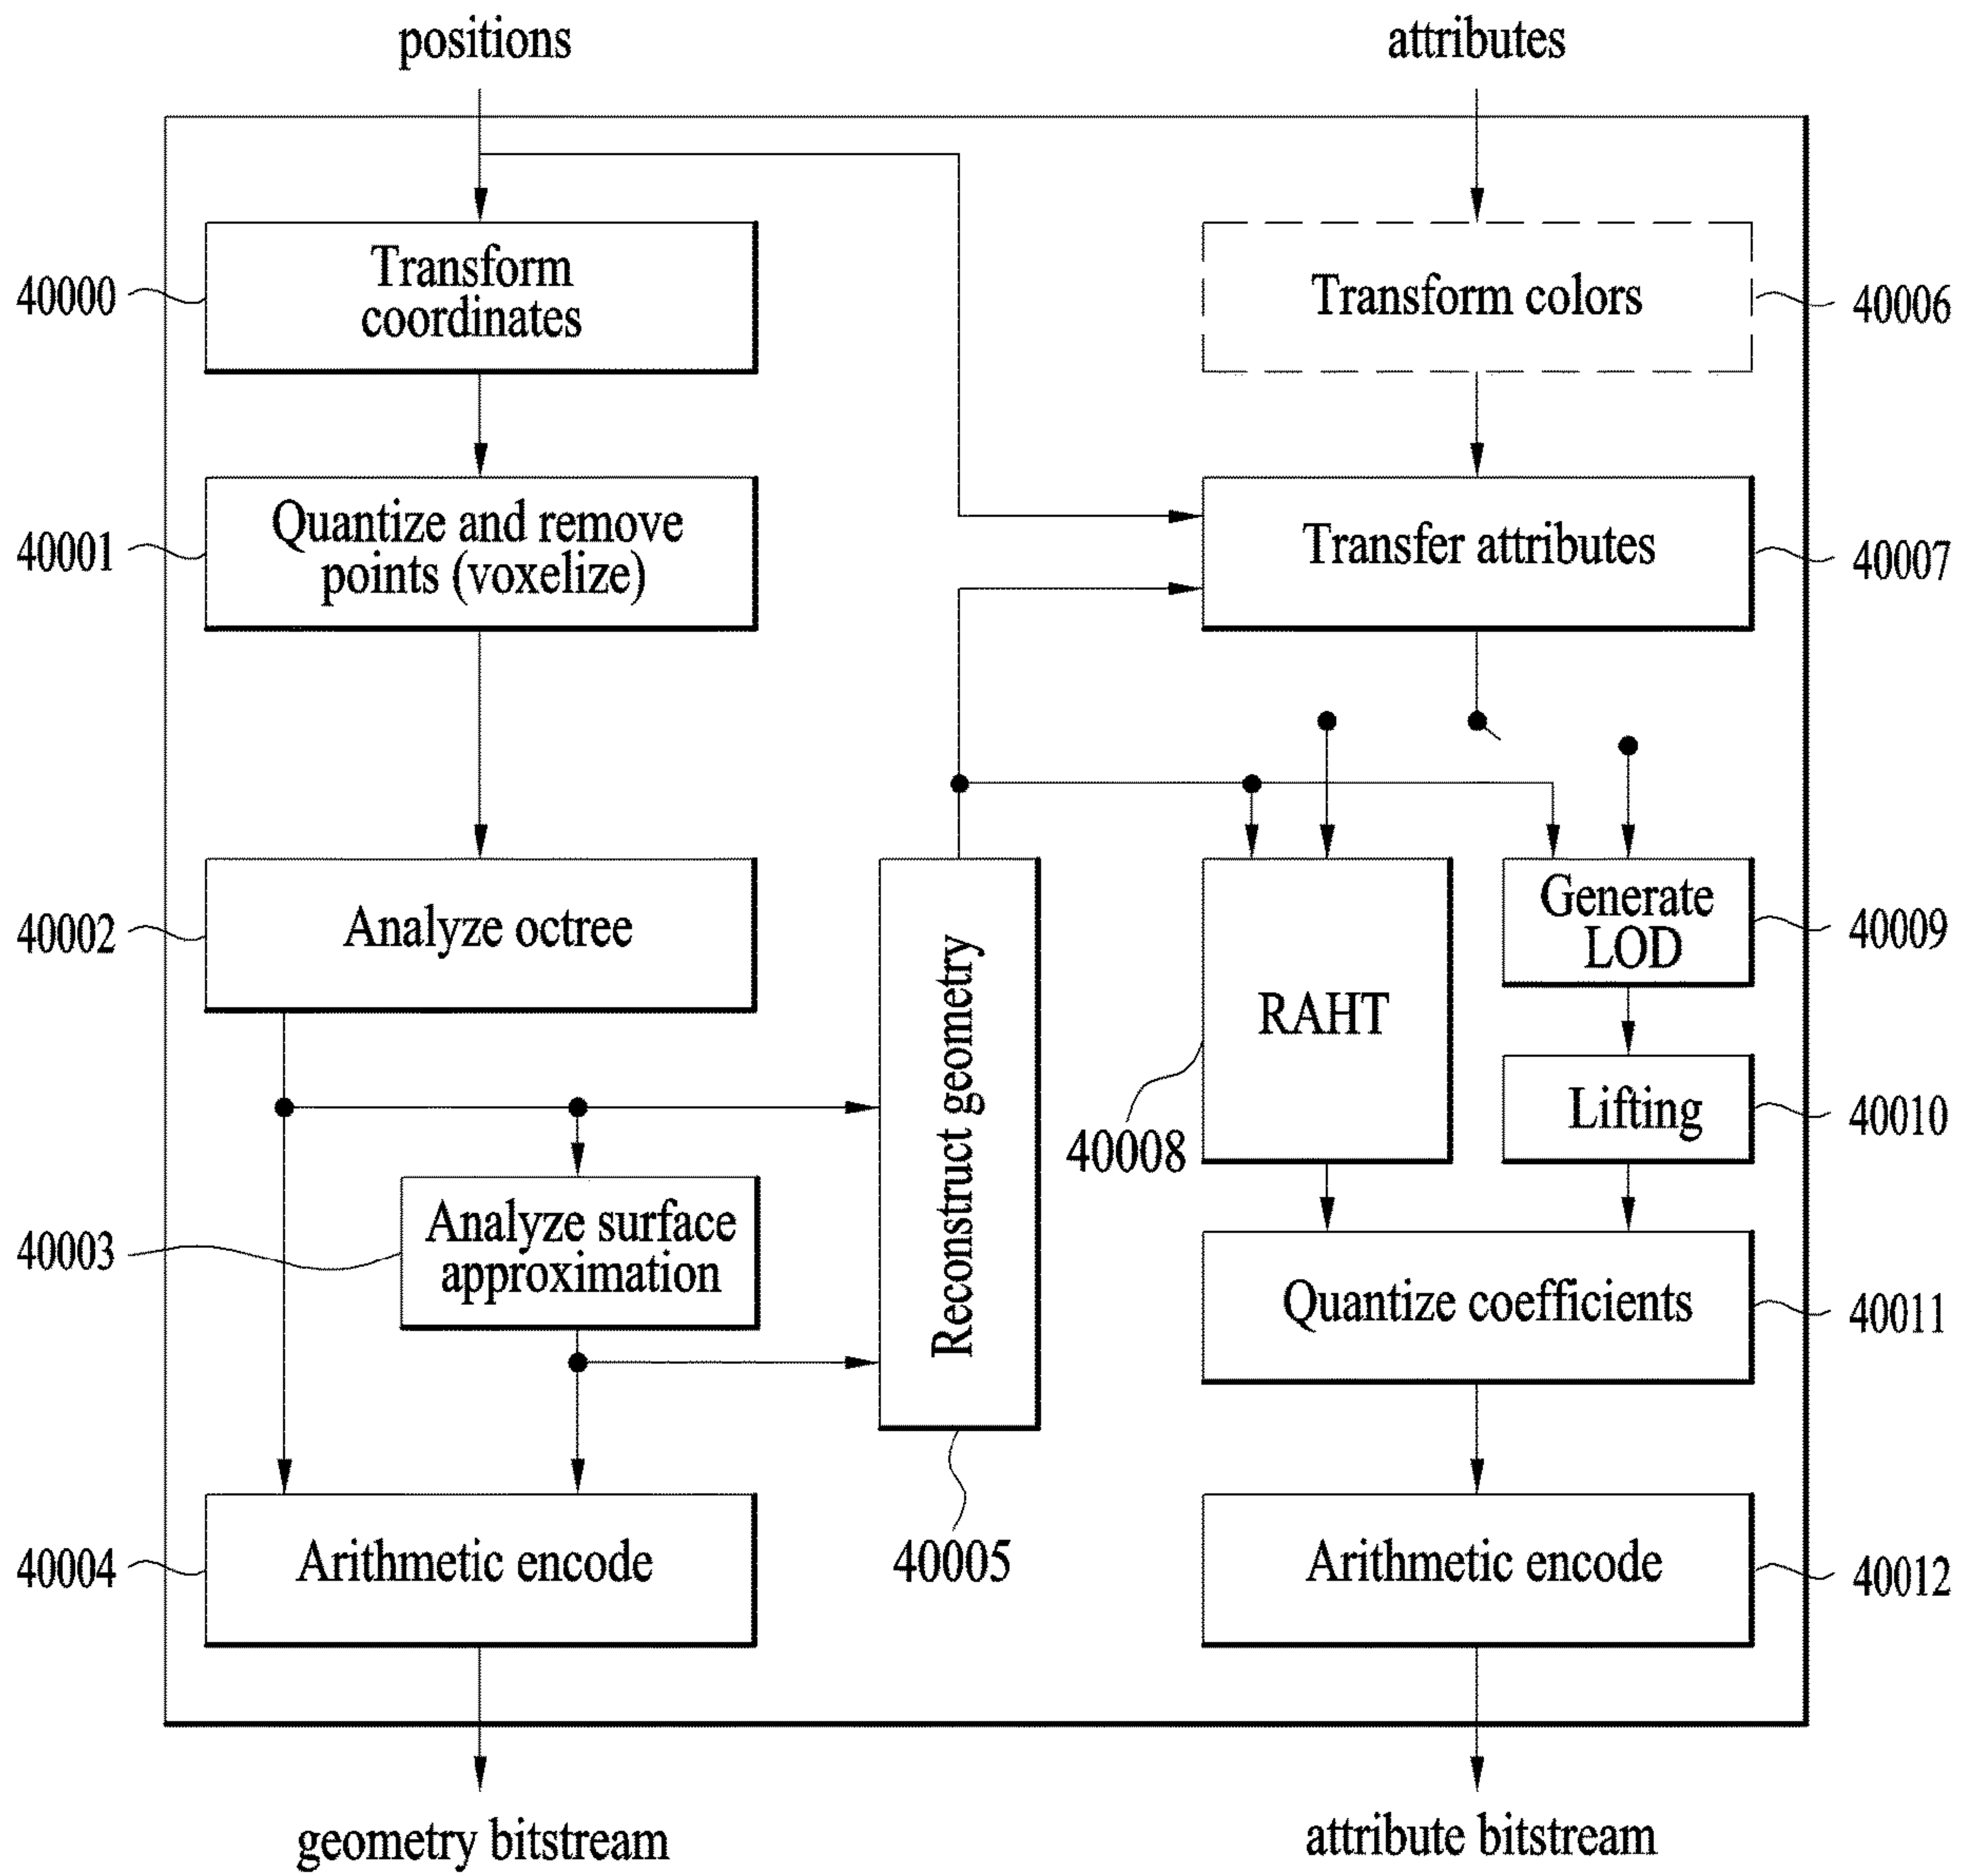 positions
attributes
Transform
coordinates
40000
Transform colors
40006
Quantize and remove
points (voxelize)
40001
Transfer attributes
40007
Analyze octree
40002
Reconstruct geometry
40005
RAHT
40008
Generate
LOD
40009
Lifting
40010
Analyze surface
approximation
40003
Quantize coefficients
40011
Arithmetic encode
40004
Arithmetic encode
40012
geometry bitstream
attribute bitstream